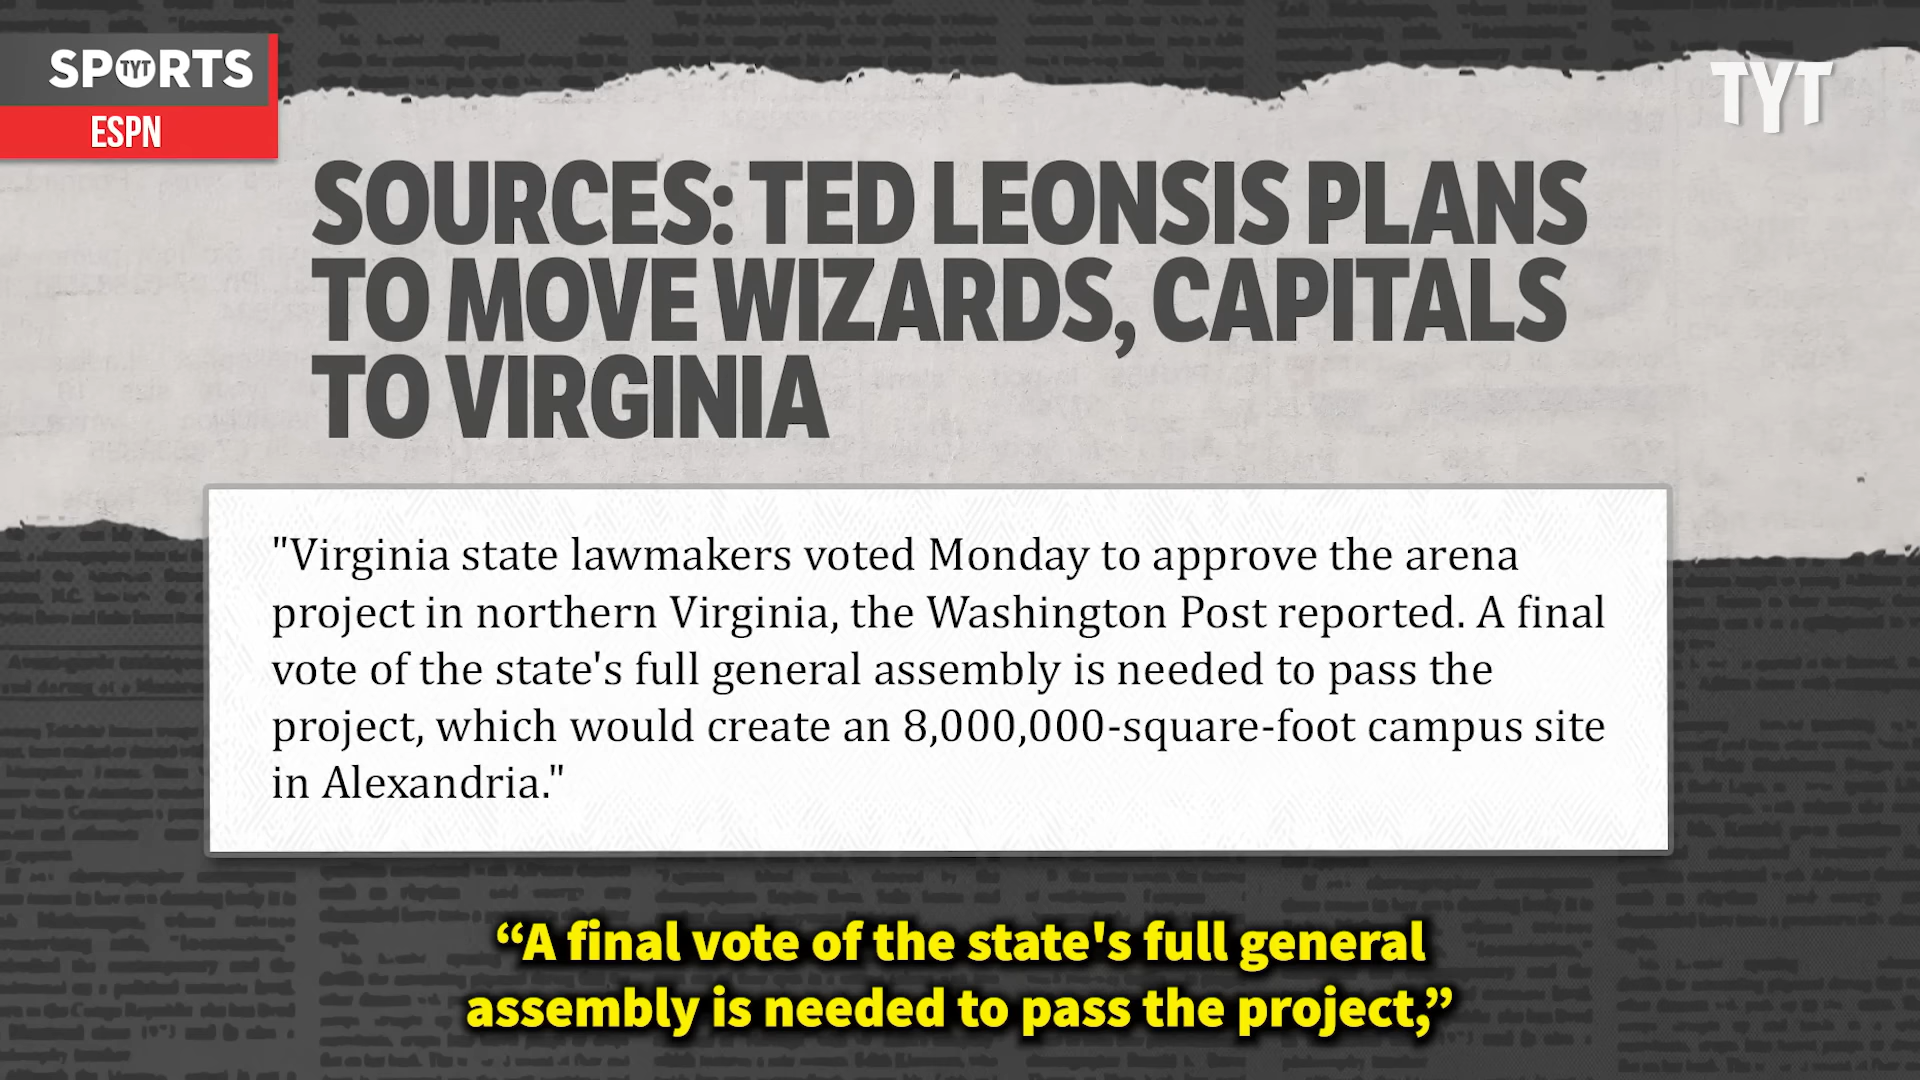 SPORTS
TYT
ESPN
TYT
SOURCES: TED LEONSIS PLANS
TO MOVE WIZARDS, CAPITALS
TO VIRGINIA
"Virginia state lawmakers voted Monday to approve the arena
project in northern Virginia, the Washington Post reported. A final
vote of the state's full general assembly is needed to pass the
project, which would create an 8,000,000-square-foot campus site
in Alexandria."
“A final vote of the state's full general
assembly is needed to pass the project,”